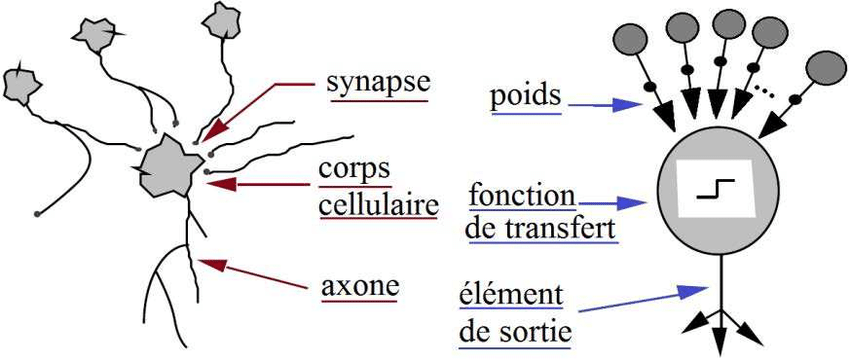 synapse
corps
cellulaire
axone
poids
fonction
de transfert
élément
de sortie